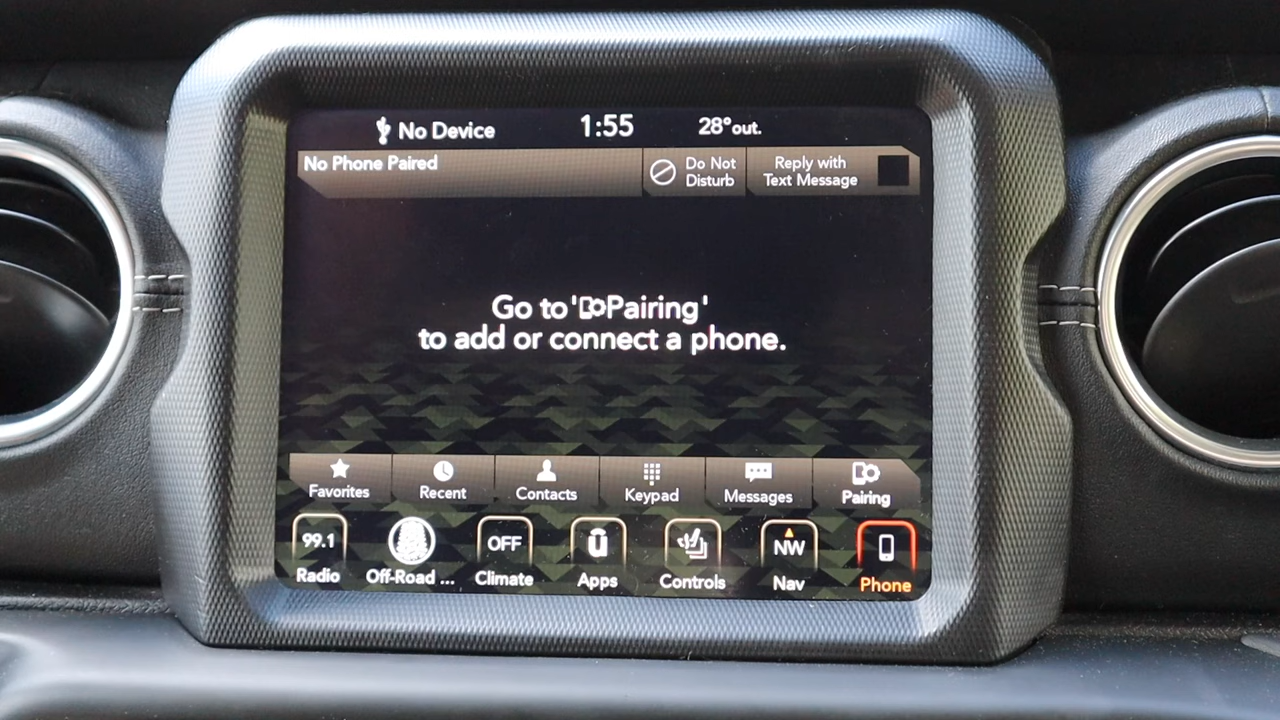 No Device 1:55 28°out.
No Phone Paired
Do Not
Disturb
Reply with
Text Message
Go to 'Pairing'
to add or connect a phone.
Favorites Recent Contacts Keypad Messages Pairing
99.1 OFF NW
Radio Off-Road ... Climate Apps Controls Nav Phone